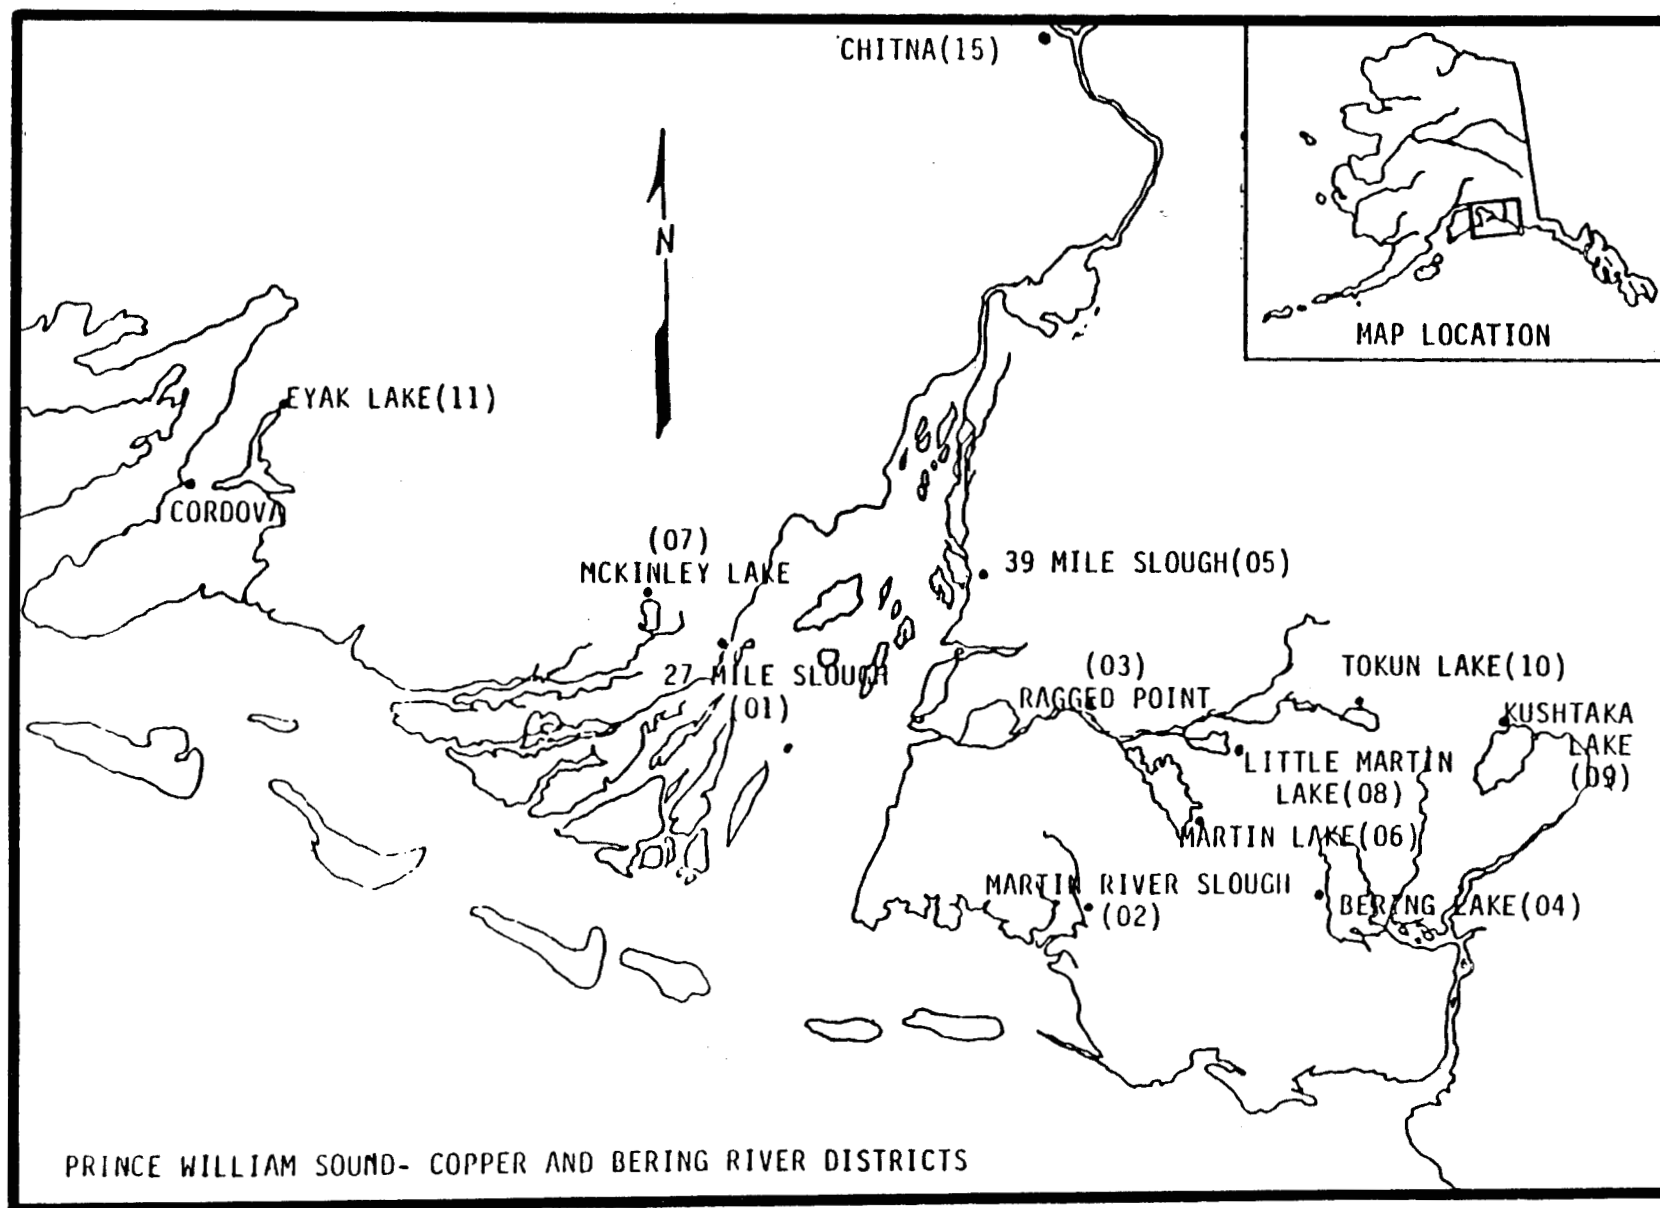 CHITNA(15)
N
MAP LOCATION
EYAK LAKE(11)
CORDOVA
(07)
MCKINLEY LAKE
39 MILE SLOUGH(05)
27 MILE SLOUGH
(01)
(03)
RAGGED POINT
TOKUN LAKE(10)
KUSHTAKA
LAKE
(09)
LITTLE MARTIN
LAKE(08)
MARTIN LAKE(06)
MARTIN RIVER SLOUGH
(02)
BERING LAKE(04)
PRINCE WILLIAM SOUND- COPPER AND BERING RIVER DISTRICTS